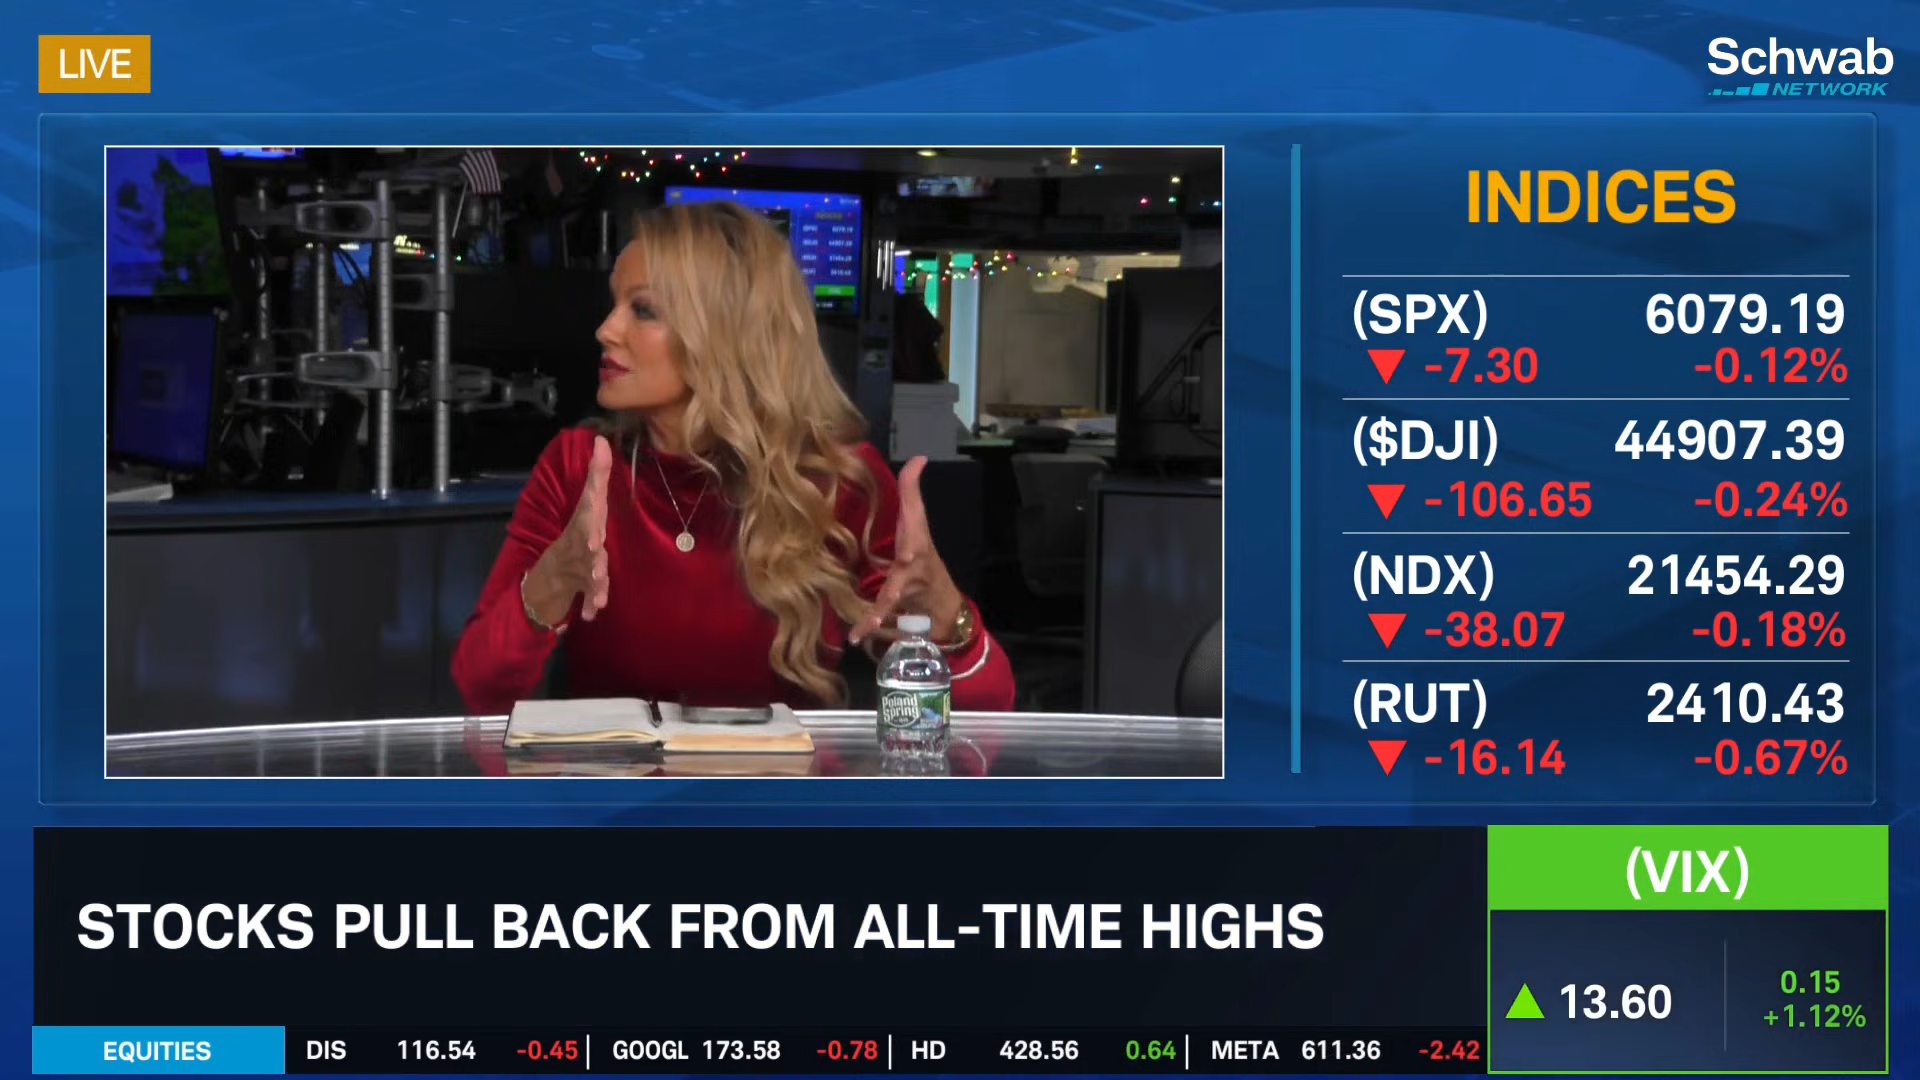 LIVE
Schwab
NETWORK
INDICES
(SPX) 6079.19
▼ -7.30 -0.12%
($DJI) 44907.39
▼ -106.65 -0.24%
(NDX) 21454.29
▼ -38.07 -0.18%
(RUT) 2410.43
▼ -16.14 -0.67%
Poland
Spring
STOCKS PULL BACK FROM ALL-TIME HIGHS
(VIX)
▲ 13.60
0.15
+1.12%
EQUITIES DIS 116.54 -0.45 GOOGL 173.58 -0.78 HD 428.56 0.64 META 611.36 -2.42